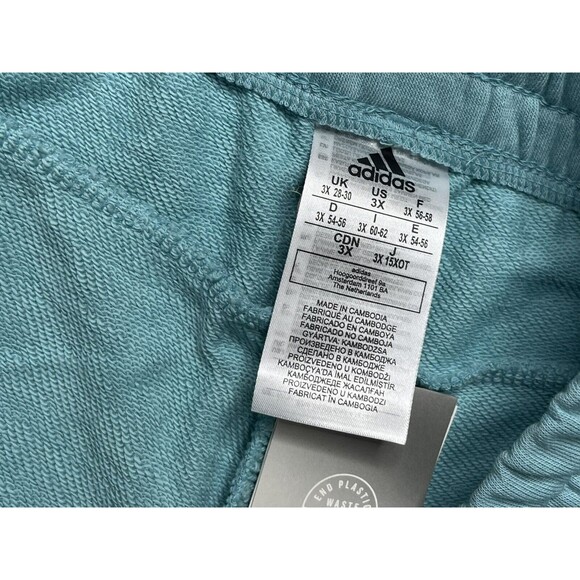 adidas
UK US F
3X 28-30 3X 3X 56-58
D I E
3X 54-56 3X 60-62 3X 54-56
CDN J
3X 3X 15XOT
adidas
Hoogoorddreef 9a
Amsterdam 1101 BA
The Netherlands
MADE IN CAMBODIA
FABRIQUÉ AU CAMBODGE
FABRICADO EN CAMBOYA
FABRICADO NO CAMBOJA
GYÁRTVA: KAMBODZSA
ПРОИЗВЕДЕНО В КАМБОДЖА
СДЕЛАНО В КАМБОДЖЕ
PROIZVEDENO U KOMBODŽI
KAMBOÇYA'DA İMAL EDİLMİŞTİR
КАМБОДЖЕДЕ ЖАСАЛҒАН
PROIZVEDENO U KAMBODŽI
FABRICAT ÎN CAMBOGIA
END PLASTIC
WASTE